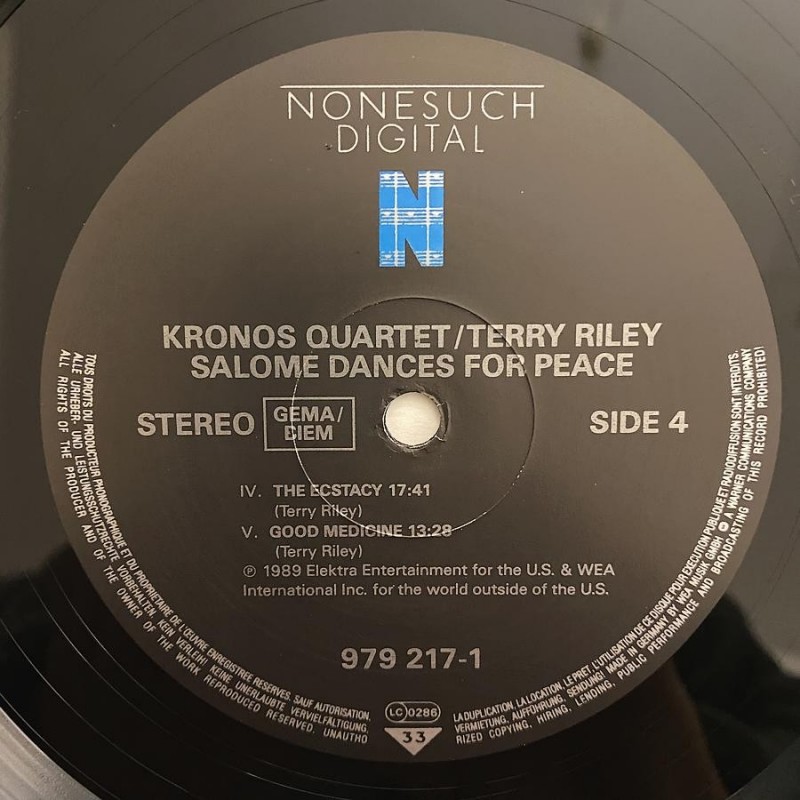 NONESUCH
DIGITAL
N
KRONOS QUARTET/TERRY RILEY
SALOME DANCES FOR PEACE
STEREO GEMA/ BIEM SIDE 4
IV. THE ECSTACY 17:41
(Terry Riley)
V. GOOD MEDICINE 13:28
(Terry Riley)
℗ 1989 Elektra Entertainment for the U.S. & WEA
International Inc. for the world outside of the U.S.
979 217-1
LC 0286
33
TOUS DROITS DU PRODUCTEUR PHONOGRAPHIQUE ET DU PROPRIETAIRE DE L'ŒUVRE ENREGISTREE RESERVES. SAUF AUTORISATION. LA DUPLICATION, LA LOCATION, LE PRET, L'UTILISATION DE CE DISQUE POUR EXECUTION PUBLIQUE ET RADIODIFFUSION SONT INTERDITS.
ALLE URHEBER- UND LEISTUNGSSCHUTZRECHTE VORBEHALTEN. KEIN VERLEIH! KEINE UNERLAUBTE VERVIELFÄLTIGUNG, VERMIETUNG, AUFFÜHRUNG, SENDUNG! MADE IN GERMANY BY WEA MUSIK GMBH A WARNER COMMUNICATIONS COMPANY
ALL RIGHTS OF THE PRODUCER AND OF THE OWNER OF THE WORK REPRODUCED RESERVED. UNAUTHO RIZED COPYING, HIRING, LENDING, PUBLIC PERFORMANCE AND BROADCASTING OF THIS RECORD PROHIBITED!